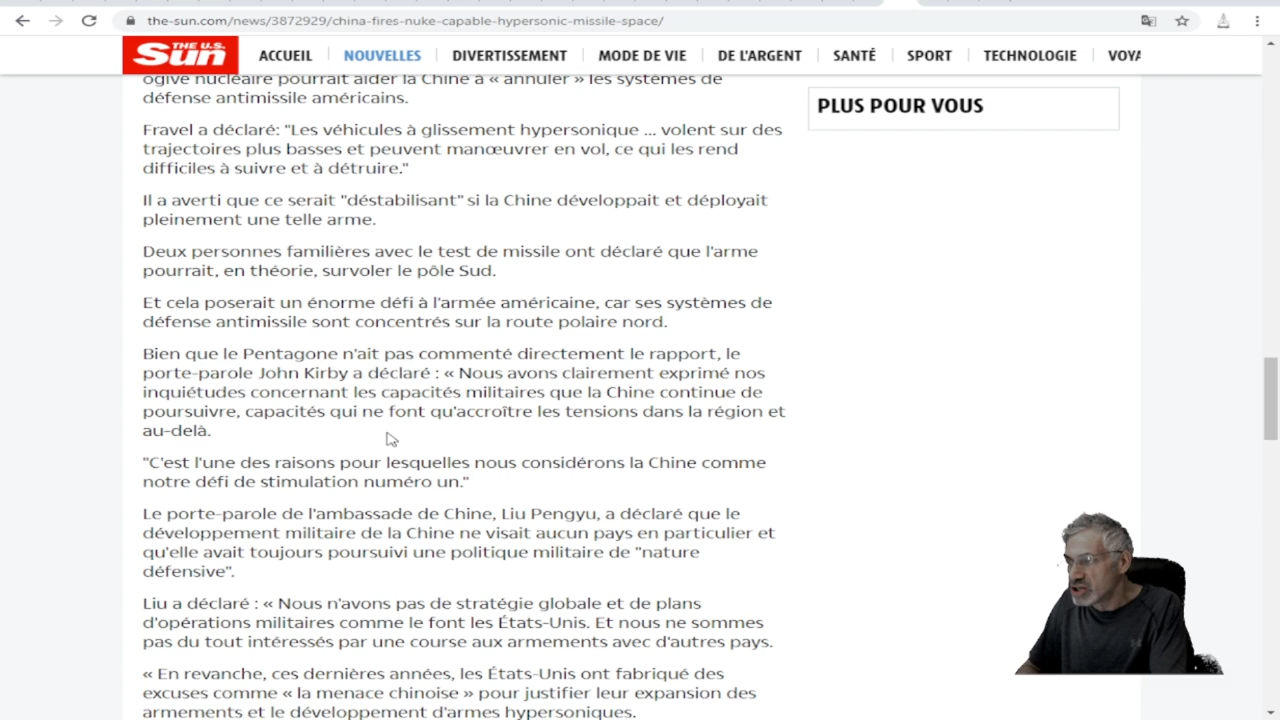 the-sun.com/news/3872929/china-fires-nuke-capable-hypersonic-missile-space/
THE U.S. Sun
ACCUEIL NOUVELLES DIVERTISSEMENT MODE DE VIE DE L'ARGENT SANTÉ SPORT TECHNOLOGIE VOYA
ogive nucléaire pourrait aider la Chine à « annuler » les systèmes de
défense antimissile américains.
Fravel a déclaré: "Les véhicules à glissement hypersonique ... volent sur des
trajectoires plus basses et peuvent manœuvrer en vol, ce qui les rend
difficiles à suivre et à détruire."
Il a averti que ce serait "déstabilisant" si la Chine développait et déployait
pleinement une telle arme.
Deux personnes familières avec le test de missile ont déclaré que l'arme
pourrait, en théorie, survoler le pôle Sud.
Et cela poserait un énorme défi à l'armée américaine, car ses systèmes de
défense antimissile sont concentrés sur la route polaire nord.
Bien que le Pentagone n'ait pas commenté directement le rapport, le
porte-parole John Kirby a déclaré : « Nous avons clairement exprimé nos
inquiétudes concernant les capacités militaires que la Chine continue de
poursuivre, capacités qui ne font qu'accroître les tensions dans la région et
au-delà.
"C'est l'une des raisons pour lesquelles nous considérons la Chine comme
notre défi de stimulation numéro un."
Le porte-parole de l'ambassade de Chine, Liu Pengyu, a déclaré que le
développement militaire de la Chine ne visait aucun pays en particulier et
qu'elle avait toujours poursuivi une politique militaire de "nature
défensive".
Liu a déclaré : « Nous n'avons pas de stratégie globale et de plans
d'opérations militaires comme le font les États-Unis. Et nous ne sommes
pas du tout intéressés par une course aux armements avec d'autres pays.
« En revanche, ces dernières années, les États-Unis ont fabriqué des
excuses comme « la menace chinoise » pour justifier leur expansion des
armements et le développement d'armes hypersoniques.
PLUS POUR VOUS